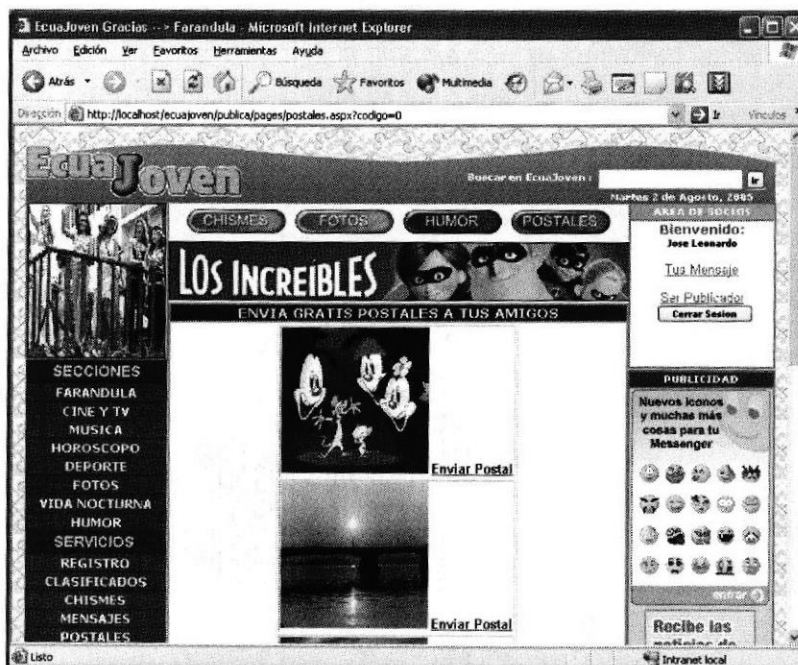 EcuaJoven Gracias --> Farandula - Microsoft Internet Explorer
Archivo Edición Ver Favoritos Herramientas Ayuda
Atrás Búsqueda Favoritos Multimedia
Dirección http://localhost/ecuajoven/publica/pages/postales.aspx?codigo=0 Ir Vínculos
EcuaJoven
Buscar en EcuaJoven : Ir
Martes 2 de Agosto, 2005
CHISMES FOTOS HUMOR POSTALES
AREA DE SOCIOS
Bienvenido:
Jose Leonardo
Tus Mensaje
Ser Publicador
Cerrar Sesion
LOS INCREÍBLES
ENVIA GRATIS POSTALES A TUS AMIGOS
SECCIONES
FARANDULA
CINE Y TV
MUSICA
HOROSCOPO
DEPORTE
FOTOS
VIDA NOCTURNA
HUMOR
SERVICIOS
REGISTRO
CLASIFICADOS
CHISMES
MENSAJES
POSTALES
Enviar Postal
Enviar Postal
PUBLICIDAD
Nuevos iconos
y muchas más
cosas para tu
Messenger
entrar
Recibe las
noticias de
Listo
Intranet local